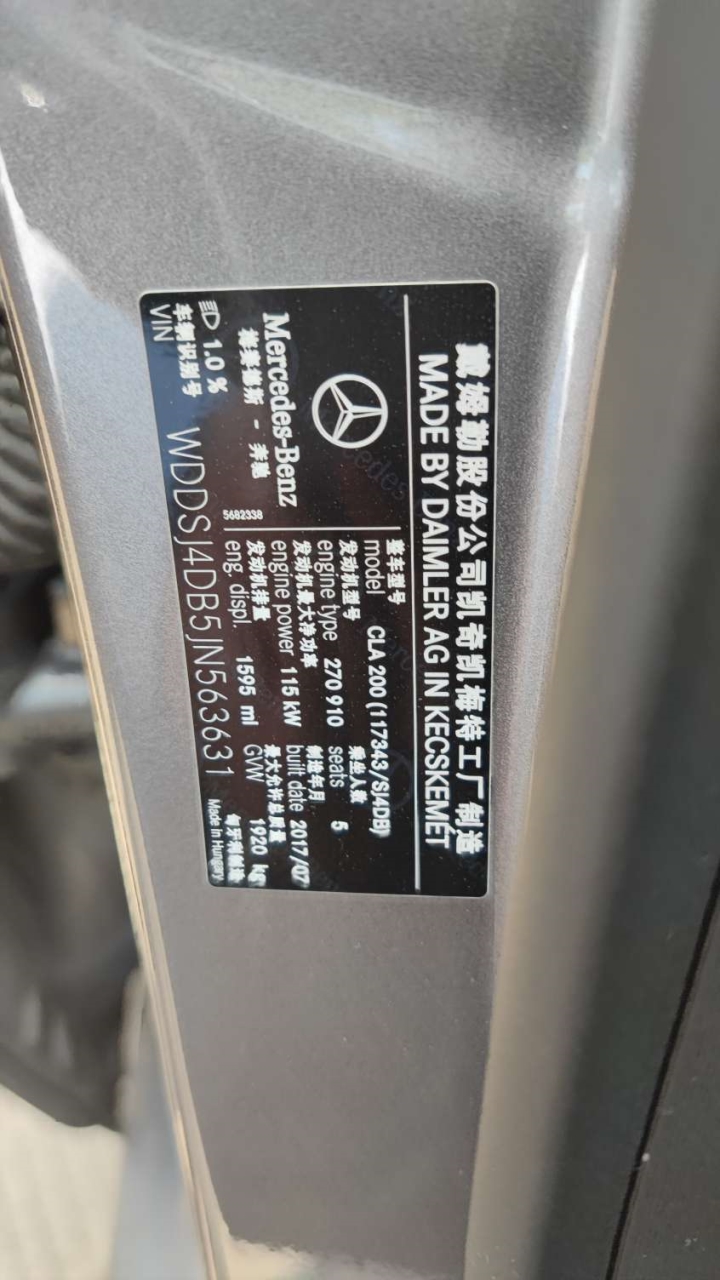 戴姆勒股份公司凯奇凯梅特工厂制造
MADE BY DAIMLER AG IN KECSKEMET
Mercedes-Benz
梅赛德斯 - 奔驰
5682338
整车型号
model CLA 200 (117343/SJ4DB)
发动机型号 乘坐人数
engine type 270 910 seats 5
发动机最大净功率 制造年月
engine power 115 kW built date 2017/07
发动机排量 最大允许总质量
eng. displ. 1595 ml GVW 1920 kg
1.0 %
车辆识别号
VIN WDDSJ4DB5JN563631
匈牙利制造
Made in Hungary